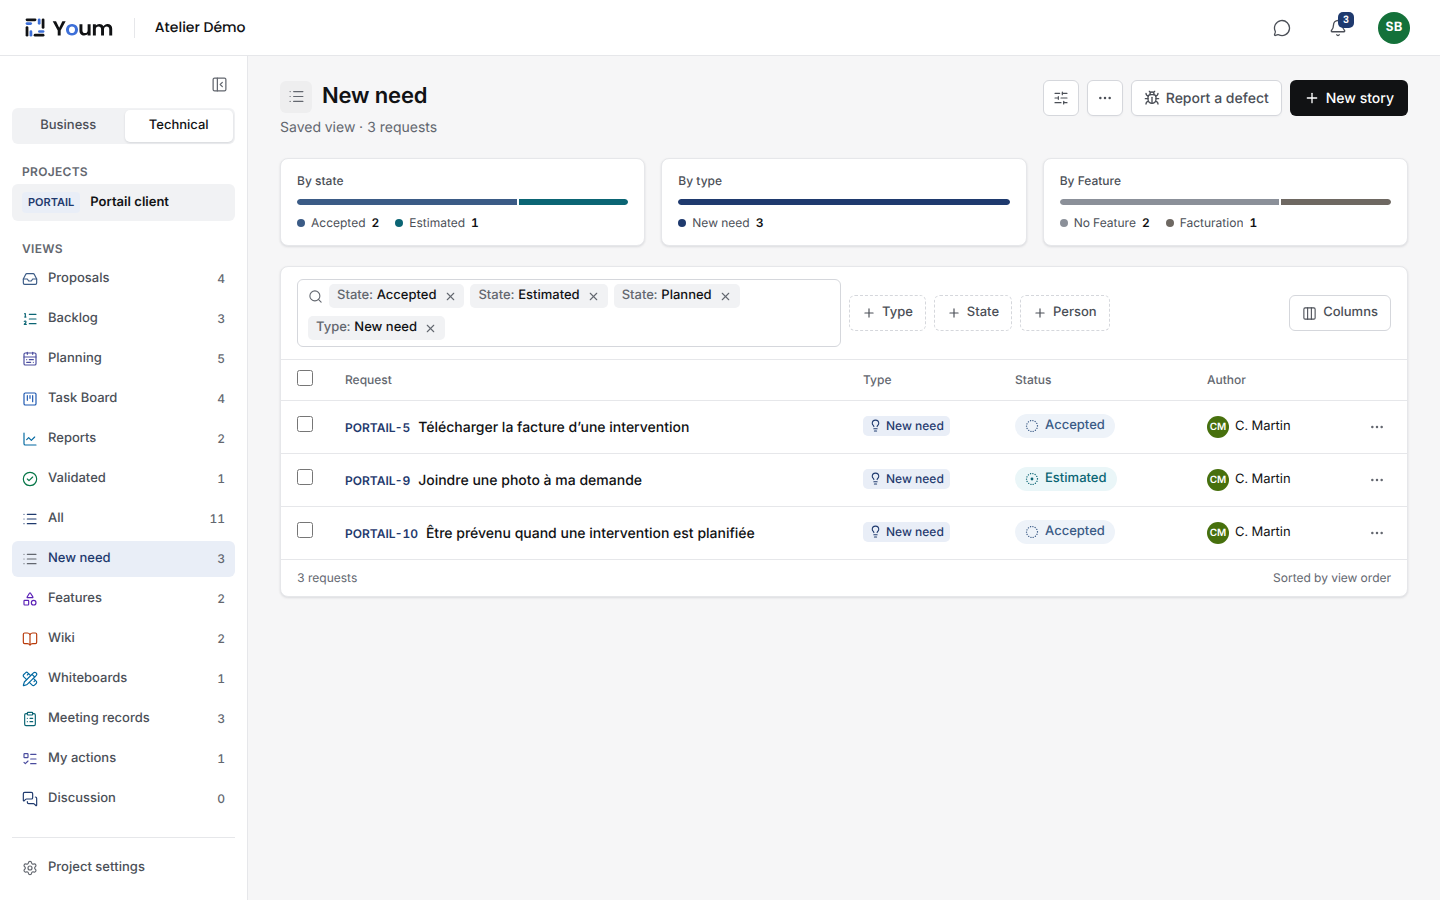 Youm
Atelier Démo
3
SB
Business
Technical
PROJECTS
PORTAIL Portail client
VIEWS
Proposals 4
Backlog 3
Planning 5
Task Board 4
Reports 2
Validated 1
All 11
New need 3
Features 2
Wiki 2
Whiteboards 1
Meeting records 3
My actions 1
Discussion 0
Project settings
New need
Saved view · 3 requests
Report a defect
New story
By state
Accepted 2 Estimated 1
By type
New need 3
By Feature
No Feature 2 Facturation 1
State: Accepted State: Estimated State: Planned
Type: New need
Type State Person
Columns
Request Type Status Author
PORTAIL-5 Télécharger la facture d’une intervention New need Accepted CM C. Martin
PORTAIL-9 Joindre une photo à ma demande New need Estimated CM C. Martin
PORTAIL-10 Être prévenu quand une intervention est planifiée New need Accepted CM C. Martin
3 requests
Sorted by view order